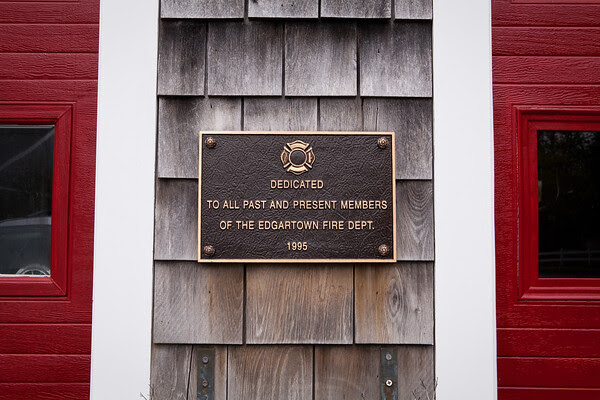 DEDICATED
TO ALL PAST AND PRESENT MEMBERS
OF THE EDGARTOWN FIRE DEPT.
1995